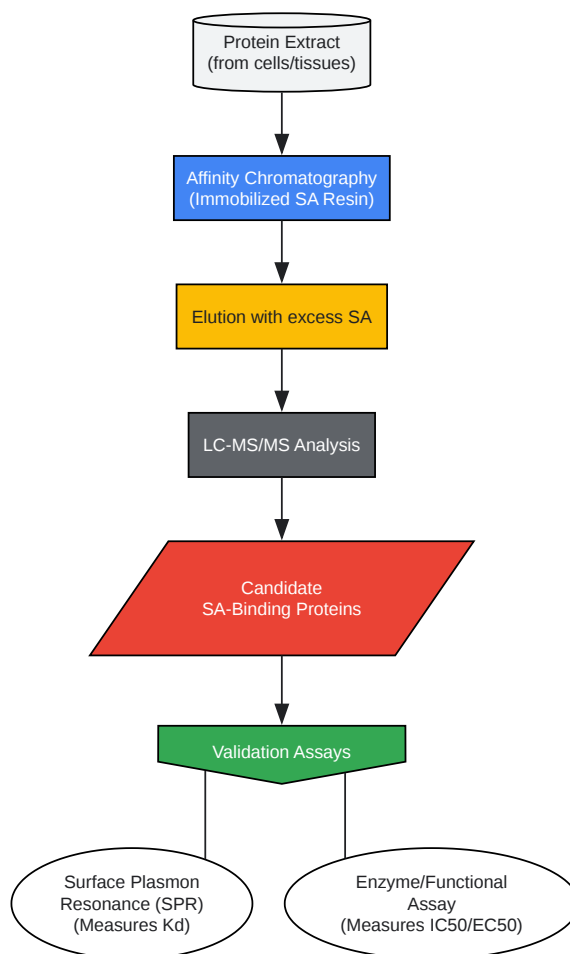 Protein Extract
(from cells/tissues)
Affinity Chromatography
(Immobilized SA Resin)
Elution with excess SA
LC-MS/MS Analysis
Candidate
SA-Binding Proteins
Validation Assays
Surface Plasmon
Resonance (SPR)
(Measures Kd)
Enzyme/Functional
Assay
(Measures IC50/EC50)